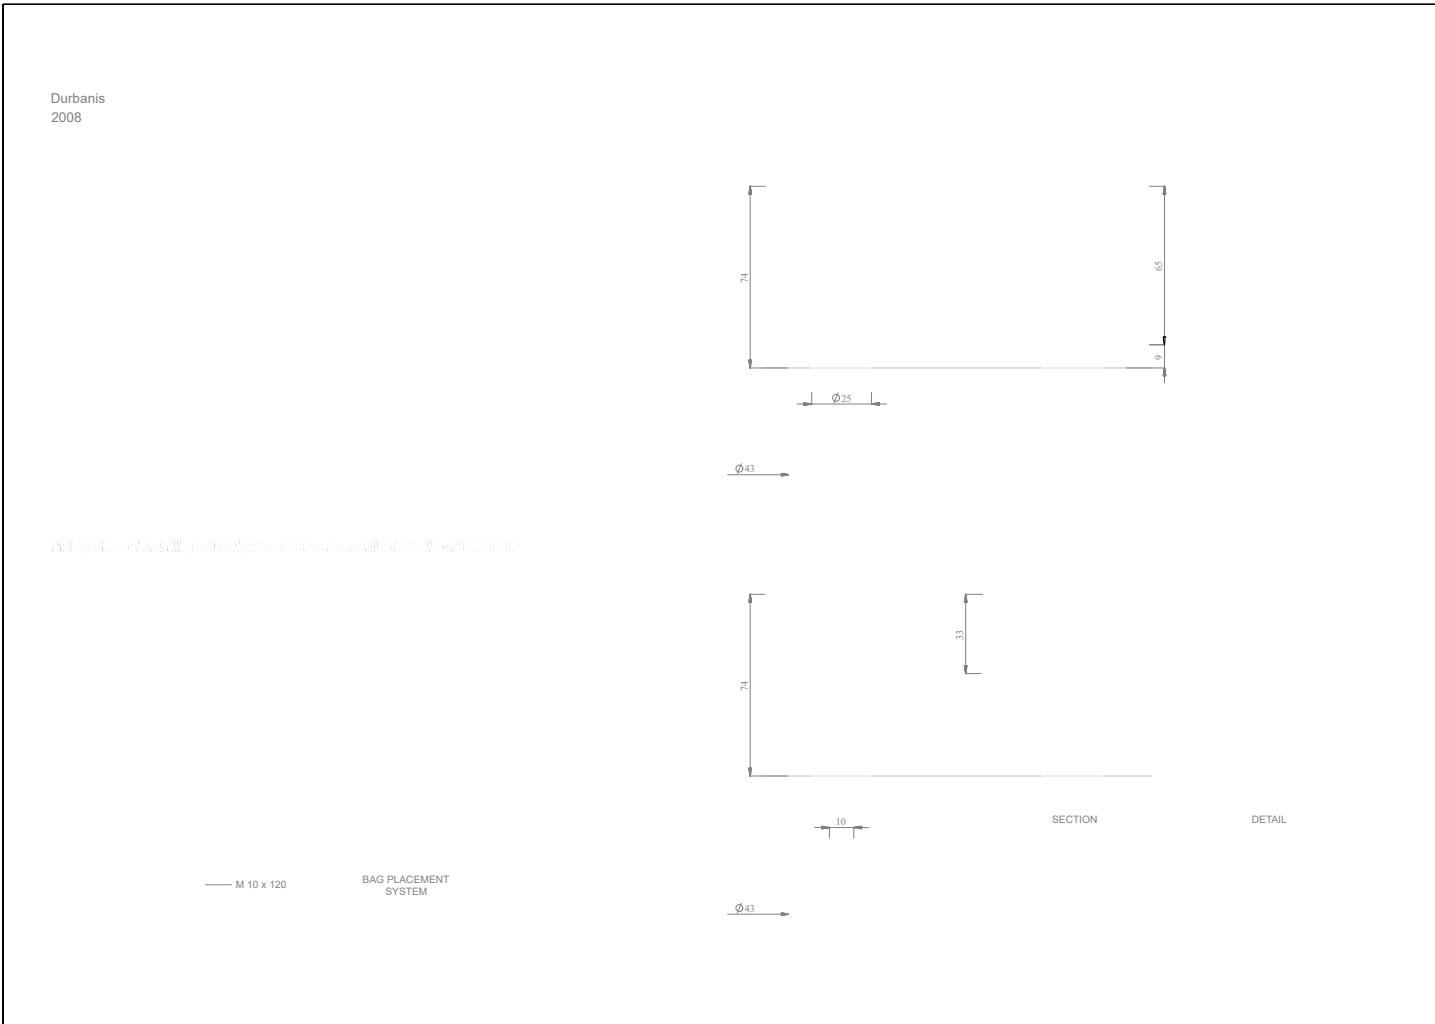 Durbanis
2008
74
65
9
Ø25
Ø43
74
33
10
SECTION
DETAIL
M 10 x 120
BAG PLACEMENT
SYSTEM
Ø43